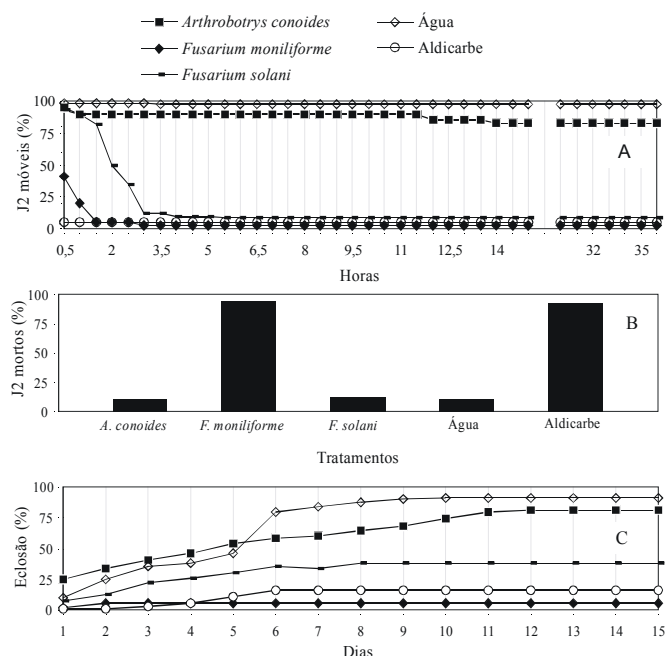 Arthrobotrys conoides
Água
Fusarium moniliforme
Aldicarbe
Fusarium solani
J2 móveis (%)
100
75
50
25
0
A
0,5 2 3,5 5 6,5 8 9,5 11 12,5 14 32 35
Horas
J2 mortos (%)
100
75
50
25
0
B
A. conoides F. moniliforme F. solani Água Aldicarbe
Tratamentos
Eclosão (%)
100
75
50
25
0
C
1 2 3 4 5 6 7 8 9 10 11 12 13 14 15
Dias